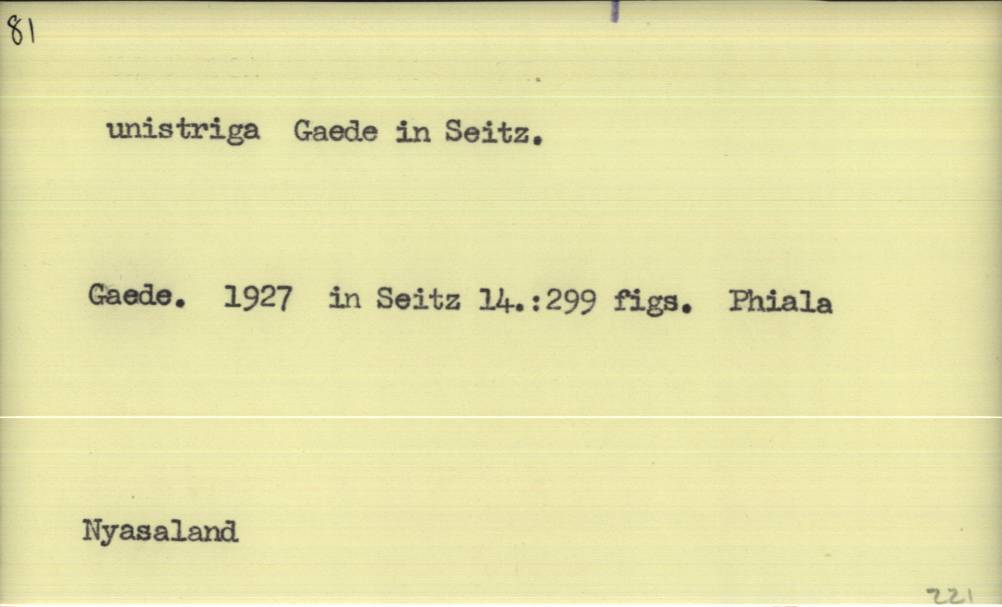 81
unistriga Gaede in Seitz.
Gaede. 1927 in Seitz 14.:299 figs. Phiala
Nyasaland
221